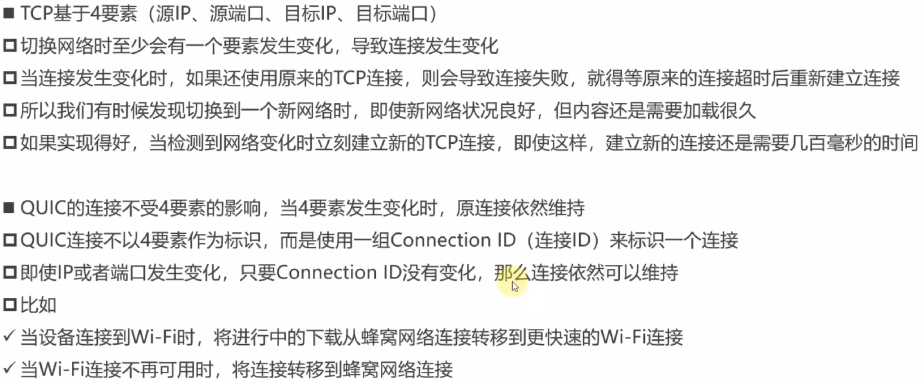 ■ TCP基于4要素（源IP、源端口、目标IP、目标端口）
切换网络时至少会有一个要素发生变化，导致连接发生变化
当连接发生变化时，如果还使用原来的TCP连接，则会导致连接失败，就得等原来的连接超时后重新建立连接
所以我们有时候发现切换到一个新网络时，即使新网络状况良好，但内容还是需要加载很久
如果实现得好，当检测到网络变化时立刻建立新的TCP连接，即使这样，建立新的连接还是需要几百毫秒的时间
■ QUIC的连接不受4要素的影响，当4要素发生变化时，原连接依然维持
QUIC连接不以4要素作为标识，而是使用一组Connection ID（连接ID）来标识一个连接
即使IP或者端口发生变化，只要Connection ID没有变化，那么连接依然可以维持
比如
✓ 当设备连接到Wi-Fi时，将进行中的下载从蜂窝网络连接转移到更快速的Wi-Fi连接
✓ 当Wi-Fi连接不再可用时，将连接转移到蜂窝网络连接